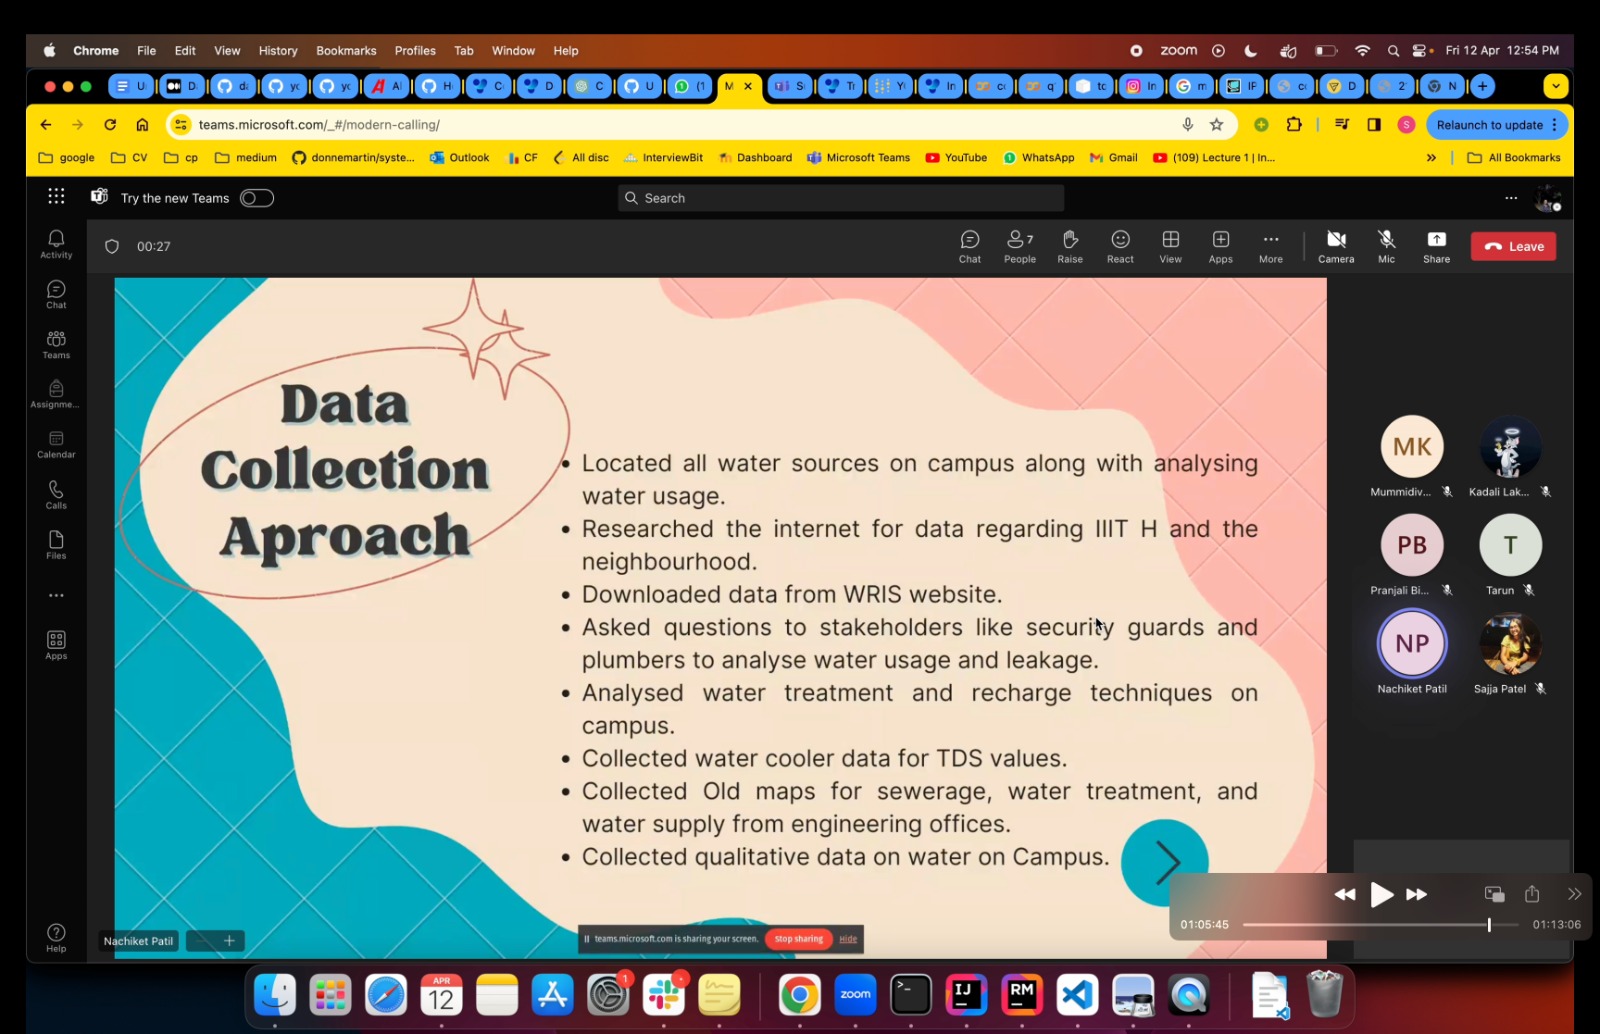 Chrome File Edit View History Bookmarks Profiles Tab Window Help
zoom Fri 12 Apr 12:54 PM
U D d yc yc A H C D C U (1 M S Ti Y In c q tc In G m IF c D 2 N
teams.microsoft.com/_#/modern-calling/
S Relaunch to update
google CV cp medium donnemartin/syste... Outlook CF All disc InterviewBit Dashboard Microsoft Teams YouTube WhatsApp Gmail (109) Lecture 1 | In... » All Bookmarks
Try the new Teams
Search
00:27
7
Chat People Raise React View Apps More Camera Mic Share
Leave
Activity
Chat
Teams
Assignme...
Calendar
Calls
Files
Apps
Help
Data
Collection
Aproach
• Located all water sources on campus along with analysing
water usage.
• Researched the internet for data regarding IIIT H and the
neighbourhood.
• Downloaded data from WRIS website.
• Asked questions to stakeholders like security guards and
plumbers to analyse water usage and leakage.
• Analysed water treatment and recharge techniques on
campus.
• Collected water cooler data for TDS values.
• Collected Old maps for sewerage, water treatment, and
water supply from engineering offices.
• Collected qualitative data on water on Campus.
MK
Mummidiv... Kadali Lak...
PB T
Pranjali Bi... Tarun
NP
Nachiket Patil Sajja Patel
01:05:45 01:13:06
Nachiket Patil
teams.microsoft.com is sharing your screen. Stop sharing Hide
APR
12
1
zoom
IJ
RM